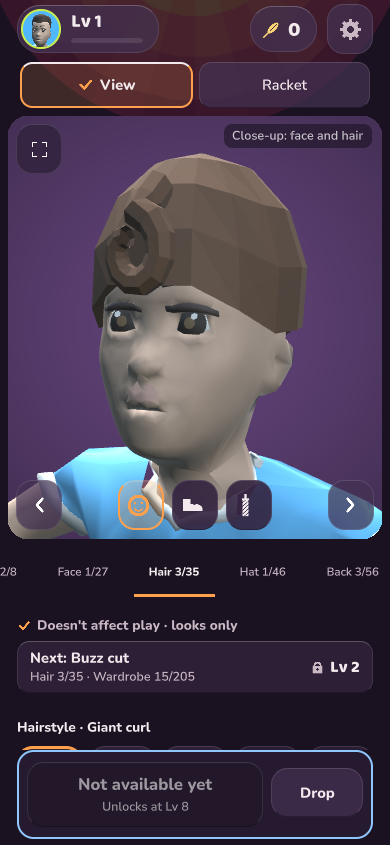 Lv 1
0
View
Racket
Close-up: face and hair
2/8
Face 1/27
Hair 3/35
Hat 1/46
Back 3/56
Doesn't affect play · looks only
Next: Buzz cut
Hair 3/35 · Wardrobe 15/205
Lv 2
Hairstyle · Giant curl
Not available yet
Unlocks at Lv 8
Drop